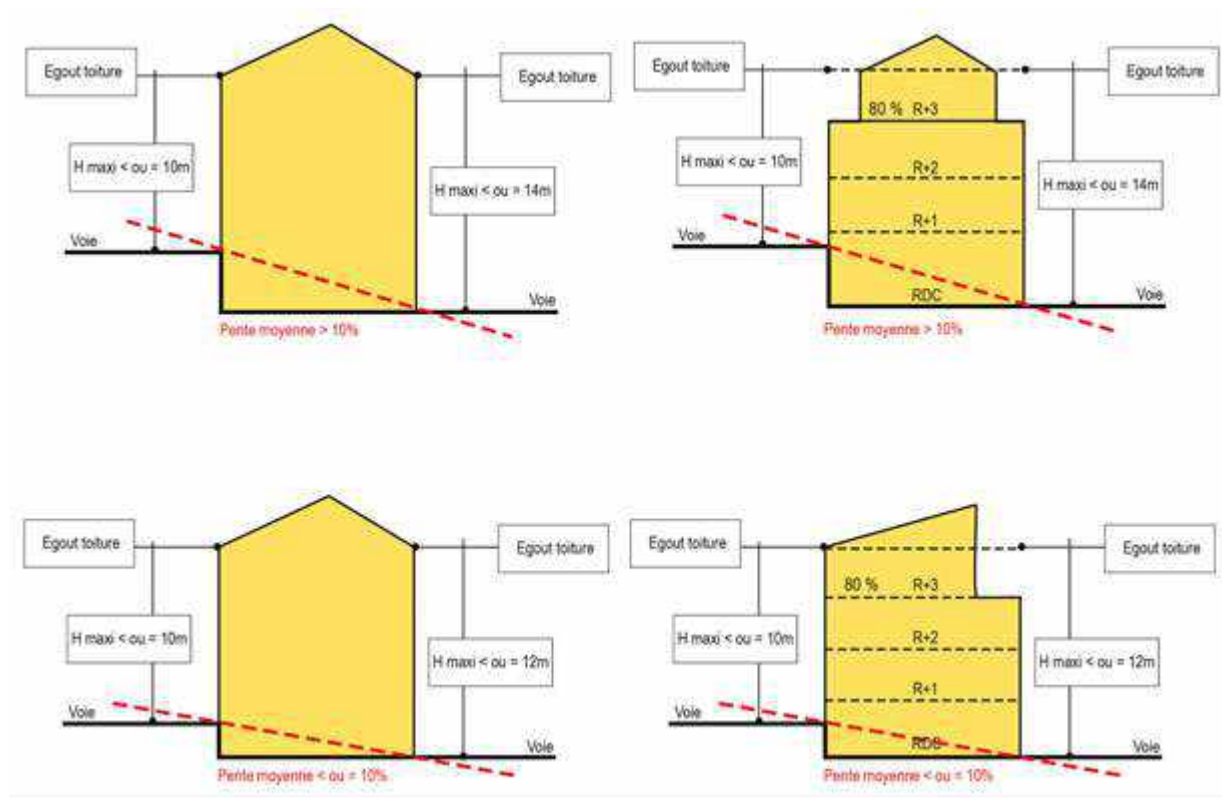 Egout toiture
Egout toiture
H maxi < ou = 10m
H maxi < ou = 14m
Voie
Voie
Pente moyenne > 10%
Egout toiture
Egout toiture
80 % R+3
H maxi < ou = 10m
R+2
H maxi < ou = 14m
R+1
Voie
RDC
Voie
Pente moyenne > 10%
Egout toiture
Egout toiture
H maxi < ou = 10m
H maxi < ou = 12m
Voie
Voie
Pente moyenne < ou = 10%
Egout toiture
Egout toiture
80 % R+3
H maxi < ou = 10m
R+2
H maxi < ou = 12m
R+1
Voie
RDC
Voie
Pente moyenne < ou = 10%